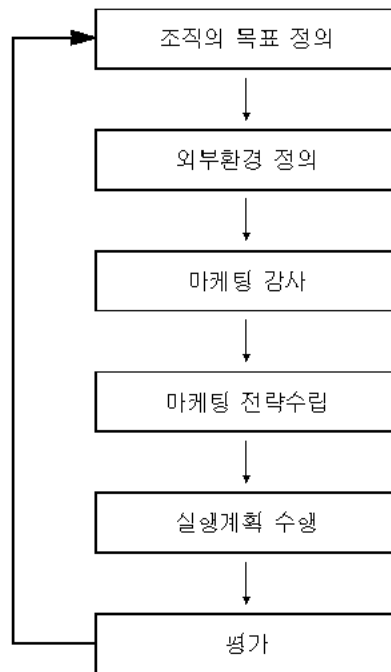 조직의 목표 정의
외부환경 정의
마케팅 감사
마케팅 전략수립
실행계획 수행
평가